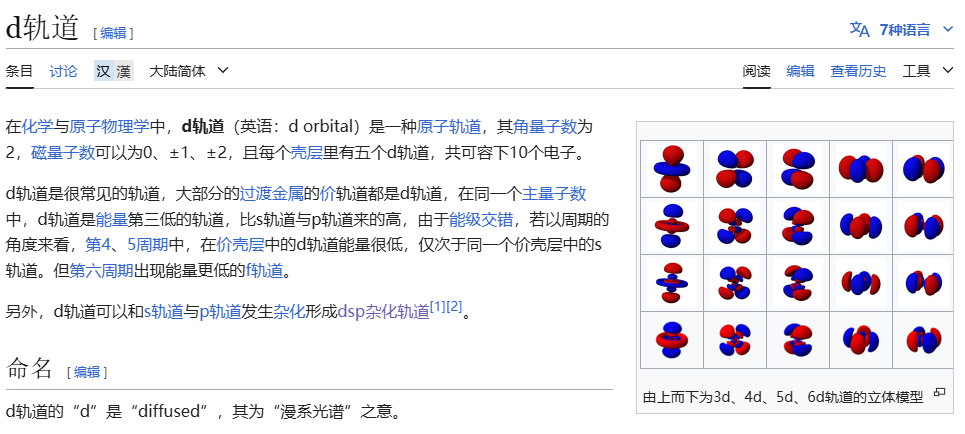 d轨道 [编辑] 7种语言
条目 讨论 汉 漢 大陆简体 阅读 编辑 查看历史 工具
在化学与原子物理学中，d轨道（英语：d orbital）是一种原子轨道，其角量子数为
2，磁量子数可以为0、±1、±2，且每个壳层里有五个d轨道，共可容下10个电子。
d轨道是很常见的轨道，大部分的过渡金属的价轨道都是d轨道，在同一个主量子数
中，d轨道是能量第三低的轨道，比s轨道与p轨道来的高，由于能级交错，若以周期的
角度来看，第4、5周期中，在价壳层中的d轨道能量很低，仅次于同一个价壳层中的s
轨道。但第六周期出现能量更低的f轨道。
另外，d轨道可以和s轨道与p轨道发生杂化形成dsp杂化轨道[1][2]。
命名 [编辑]
d轨道的“d”是“diffused”，其为“漫系光谱”之意。
由上而下为3d、4d、5d、6d轨道的立体模型